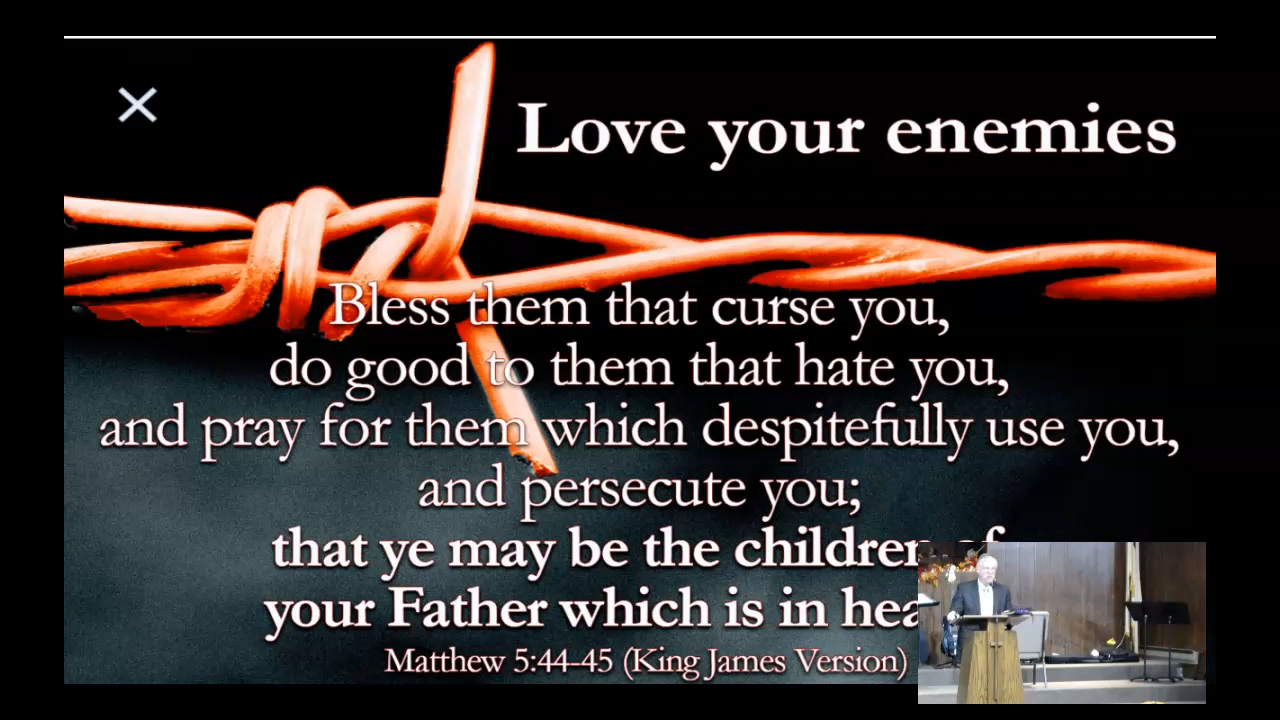 Love your enemies
Bless them that curse you,
do good to them that hate you,
and pray for them which despitefully use you,
and persecute you;
that ye may be the children of
your Father which is in hea
Matthew 5:44-45 (King James Version)